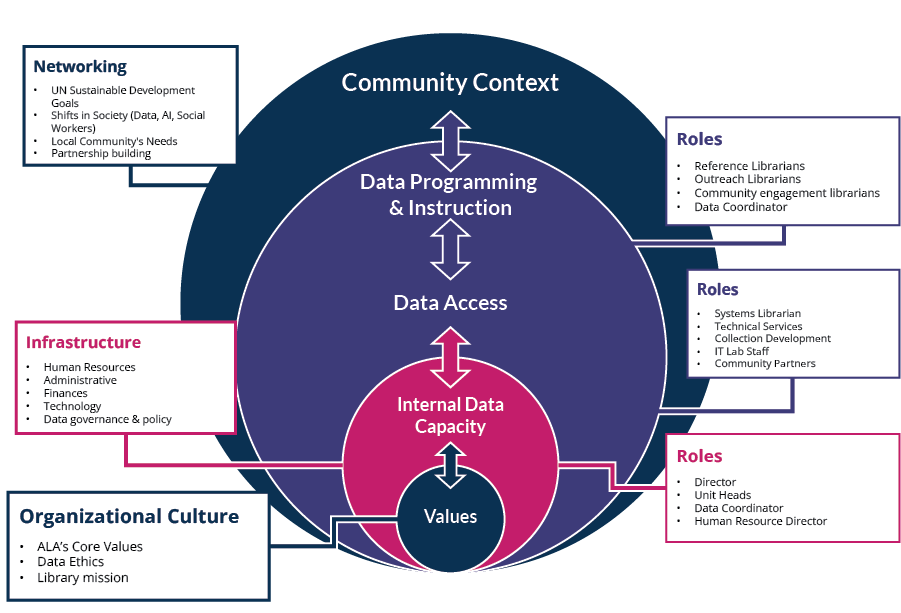 Community Context
Data Programming
& Instruction
Data Access
Internal Data
Capacity
Values
Networking
• UN Sustainable Development
Goals
• Shifts in Society (Data, AI, Social
Workers)
• Local Community's Needs
• Partnership building
Infrastructure
• Human Resources
• Administrative
• Finances
• Technology
• Data governance & policy
Organizational Culture
• ALA's Core Values
• Data Ethics
• Library mission
Roles
• Reference Librarians
• Outreach Librarians
• Community engagement librarians
• Data Coordinator
Roles
• Systems Librarian
• Technical Services
• Collection Development
• IT Lab Staff
• Community Partners
Roles
• Director
• Unit Heads
• Data Coordinator
• Human Resource Director